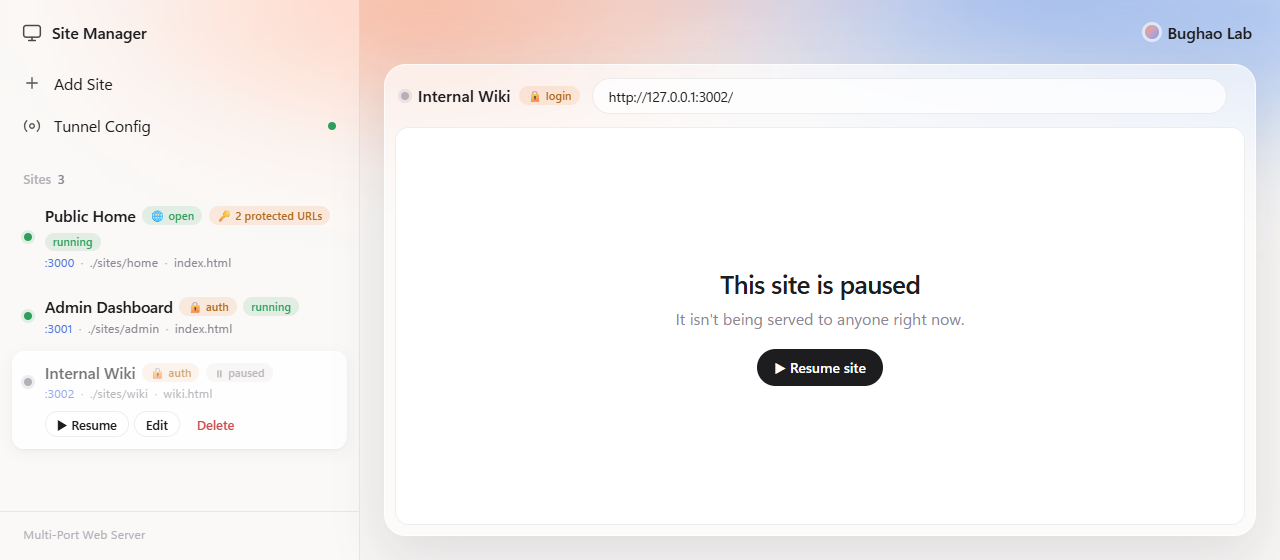 Site Manager
Add Site
Tunnel Config
Sites 3
Public Home 🌐 open 🔑 2 protected URLs
running
:3000 · ./sites/home · index.html
Admin Dashboard 🔒 auth running
:3001 · ./sites/admin · index.html
Internal Wiki 🔒 auth ⏸ paused
:3002 · ./sites/wiki · wiki.html
▶ Resume Edit Delete
Multi-Port Web Server
Bughao Lab
Internal Wiki 🔒 login http://127.0.0.1:3002/
This site is paused
It isn't being served to anyone right now.
▶ Resume site